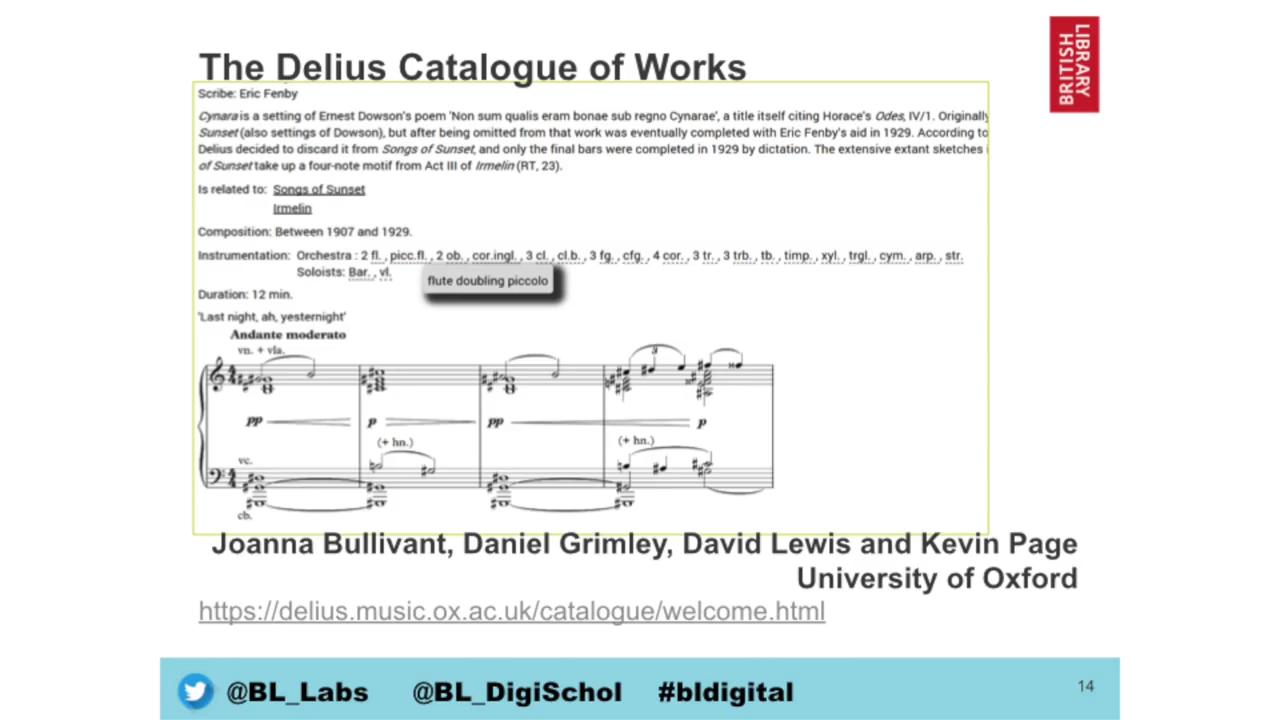 The Delius Catalogue of Works
LIBRARY
BRITISH
Scribe: Eric Fenby
Cynara is a setting of Ernest Dowson's poem 'Non sum qualis eram bonae sub regno Cynarae', a title itself citing Horace's Odes, IV/1. Originally
Sunset (also settings of Dowson), but after being omitted from that work was eventually completed with Eric Fenby's aid in 1929. According to
Delius decided to discard it from Songs of Sunset, and only the final bars were completed in 1929 by dictation. The extensive extant sketches
of Sunset take up a four-note motif from Act III of Irmelin (RT, 23).
Is related to: Songs of Sunset
Irmelin
Composition: Between 1907 and 1929.
Instrumentation: Orchestra : 2 fl. , picc.fl. , 2 ob. , cor.ingl. , 3 cl. , cl.b. , 3 fg. , cfg. , 4 cor. , 3 tr. , 3 trb. , tb. , timp. , xyl. , trgl. , cym. , arp. , str.
Soloists: Bar. , vl.
flute doubling piccolo
Duration: 12 min.
'Last night, ah, yesternight'
Andante moderato
vn. + vla.
3
pp p pp p
(+ hn.) (+ hn.)
vc.
cb.
Joanna Bullivant, Daniel Grimley, David Lewis and Kevin Page
University of Oxford
https://delius.music.ox.ac.uk/catalogue/welcome.html
@BL_Labs @BL_DigiSchol #bldigital
14